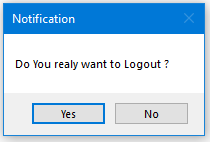 Notification
Do You realy want to Logout ?
Yes
No